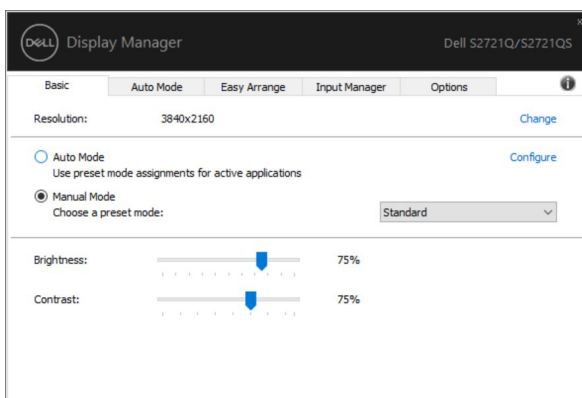 DELL Display Manager Dell S2721Q/S2721QS
Basic Auto Mode Easy Arrange Input Manager Options
Resolution: 3840x2160 Change
Auto Mode Configure
Use preset mode assignments for active applications
Manual Mode
Choose a preset mode: Standard
Brightness: 75%
Contrast: 75%